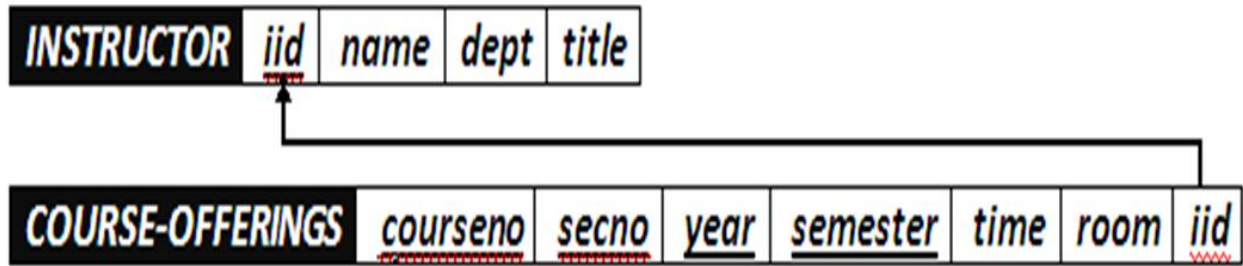 INSTRUCTOR iid name dept title
COURSE-OFFERINGS courseno secno year semester time room iid